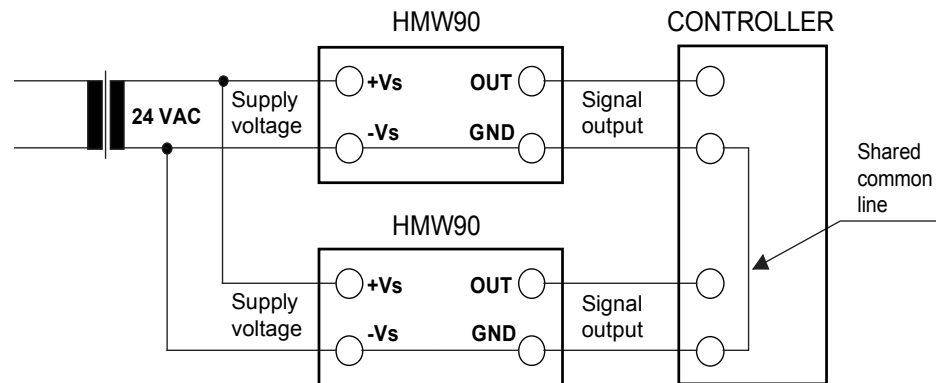 HMW90
CONTROLLER
+Vs
OUT
Supply
voltage
Signal
output
24 VAC
-Vs
GND
Shared
common
line
HMW90
+Vs
OUT
Supply
voltage
Signal
output
-Vs
GND